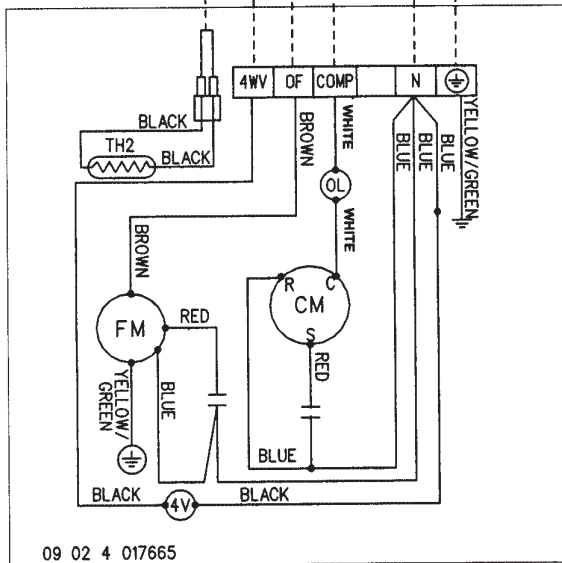 4WV OF COMP N
BLACK
TH2
BLACK
BROWN
WHITE
BLUE
BLUE
BLUE
YELLOW/GREEN
OL
WHITE
BROWN
R C
CM
S
FM
RED
RED
YELLOW/
GREEN
BLUE
BLUE
BLACK
4V
BLACK
09 02 4 017665